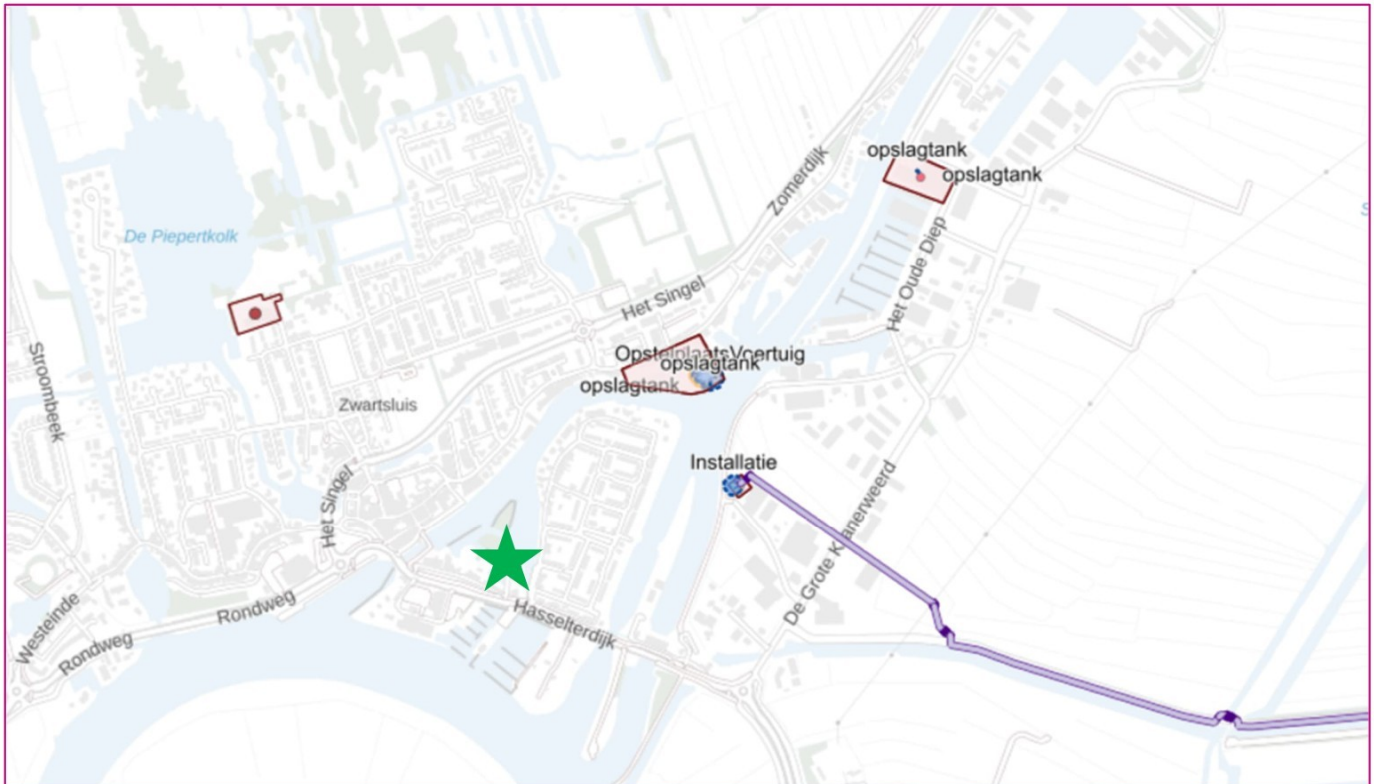 opslagtank
opslagtank
Zomerdijk
De Piepertkolk
Het Oude Diep
Het Singel
Stroombeek
OpstelplaatsVoertuig
opslagtank
opslagtank
Zwartsluis
Installatie
Het Singel
De Grote Kranerweerd
Westeinde
Rondweg
Rondweg
Hasselterdijk
S